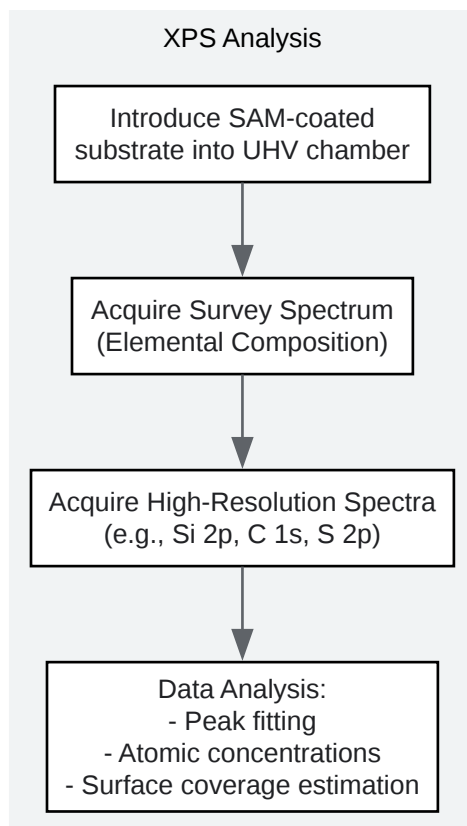 XPS Analysis
Introduce SAM-coated
substrate into UHV chamber
Acquire Survey Spectrum
(Elemental Composition)
Acquire High-Resolution Spectra
(e.g., Si 2p, C 1s, S 2p)
Data Analysis:
- Peak fitting
- Atomic concentrations
- Surface coverage estimation